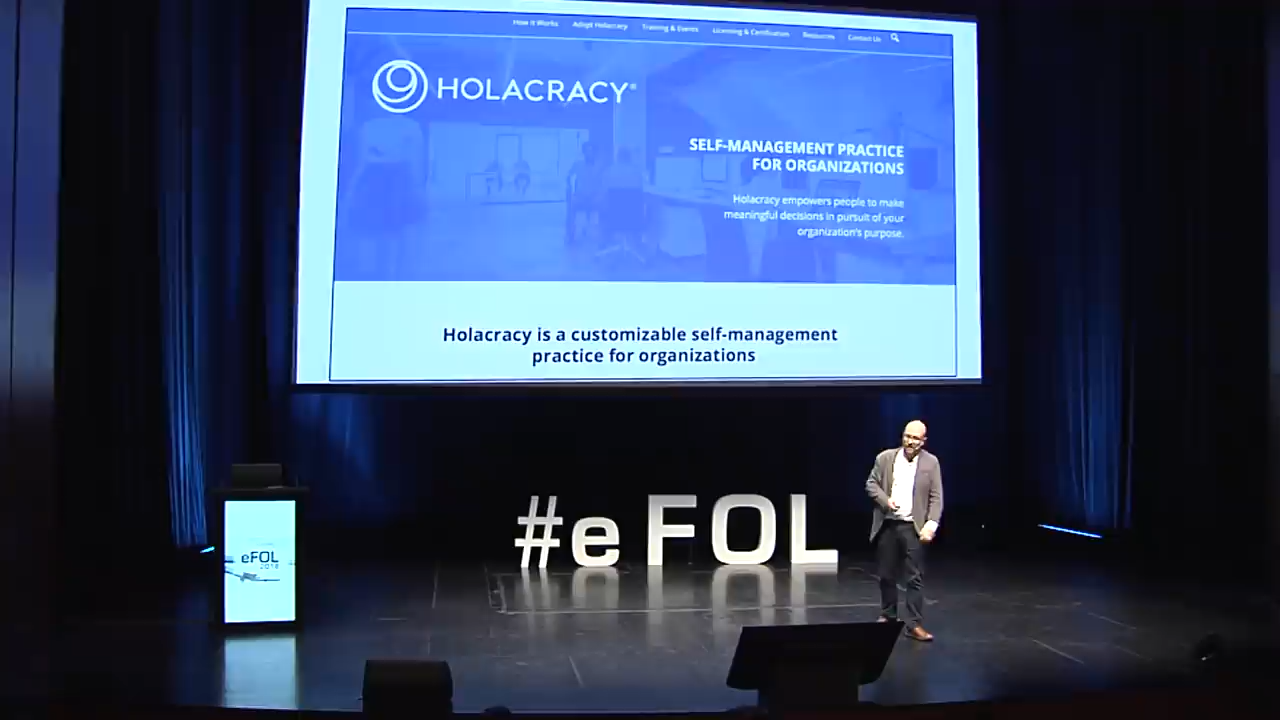 How It Works Adopt Holacracy Training & Events Licensing & Certification Resources Contact Us
HOLACRACY®
SELF-MANAGEMENT PRACTICE
FOR ORGANIZATIONS
Holacracy empowers people to make
meaningful decisions in pursuit of your
organization's purpose.
Holacracy is a customizable self-management
practice for organizations
#eFOL
eFOL
2018